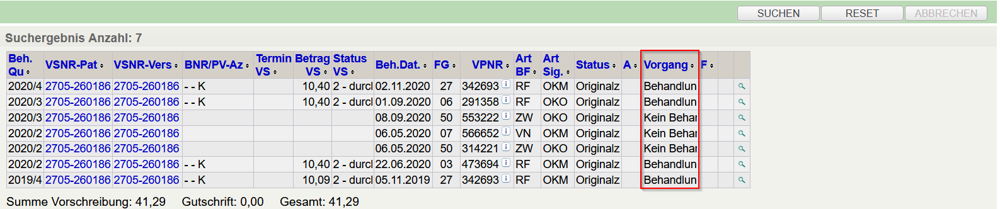 SUCHEN RESET ABBRECHEN
Suchergebnis Anzahl: 7
Beh. Qu VSNR-Pat VSNR-Vers BNR/PV-Az Termin VS Betrag VS Status VS Beh.Dat. FG VPNR Art BF Art Sig. Status A Vorgang F
2020/4 2705-260186 2705-260186 - - K 10,40 2 - durcl 02.11.2020 27 342693 i RF OKM Originalz Behandlun
2020/3 2705-260186 2705-260186 - - K 10,40 2 - durcl 01.09.2020 06 291358 i RF OKO Originalz Behandlun
2020/3 2705-260186 2705-260186 08.09.2020 50 553222 i ZW OKO Originalz Kein Behar
2020/2 2705-260186 2705-260186 06.05.2020 07 566652 i VN OKM Originalz Kein Behar
2020/2 2705-260186 2705-260186 06.05.2020 50 314221 i ZW OKO Originalz Kein Behar
2020/2 2705-260186 2705-260186 - - K 10,40 2 - durcl 22.06.2020 03 473694 i RF OKM Originalz Behandlun
2019/4 2705-260186 2705-260186 - - K 10,09 2 - durcl 05.11.2019 27 342693 i RF OKM Originalz Behandlun
Summe Vorschreibung: 41,29 Gutschrift: 0,00 Gesamt: 41,29